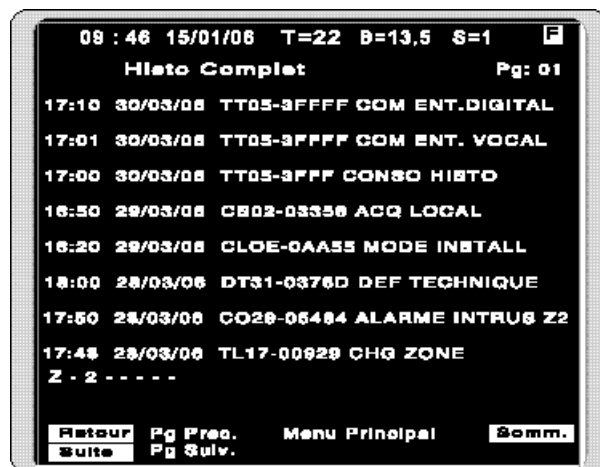 09 : 46 15/01/06 T=22 B=13,5 S=1 F
Histo Complet Pg: 01
17:10 30/03/06 TT05-3FFFF COM ENT.DIGITAL
17:01 30/03/06 TT05-3FFFF COM ENT. VOCAL
17:00 30/03/06 TT05-3FFF CONSO HISTO
16:50 29/03/06 CB02-03356 ACQ LOCAL
16:20 29/03/06 CLOE-0AA55 MODE INSTALL
18:00 28/03/06 DT31-0376D DEF TECHNIQUE
17:50 28/03/06 CO29-05484 ALARME INTRUS Z2
17:45 28/03/06 TL17-00929 CHG ZONE
Z - 2 - - - - -
Retour Pg Prec. Menu Principal Somm.
Suite Pg Suiv.